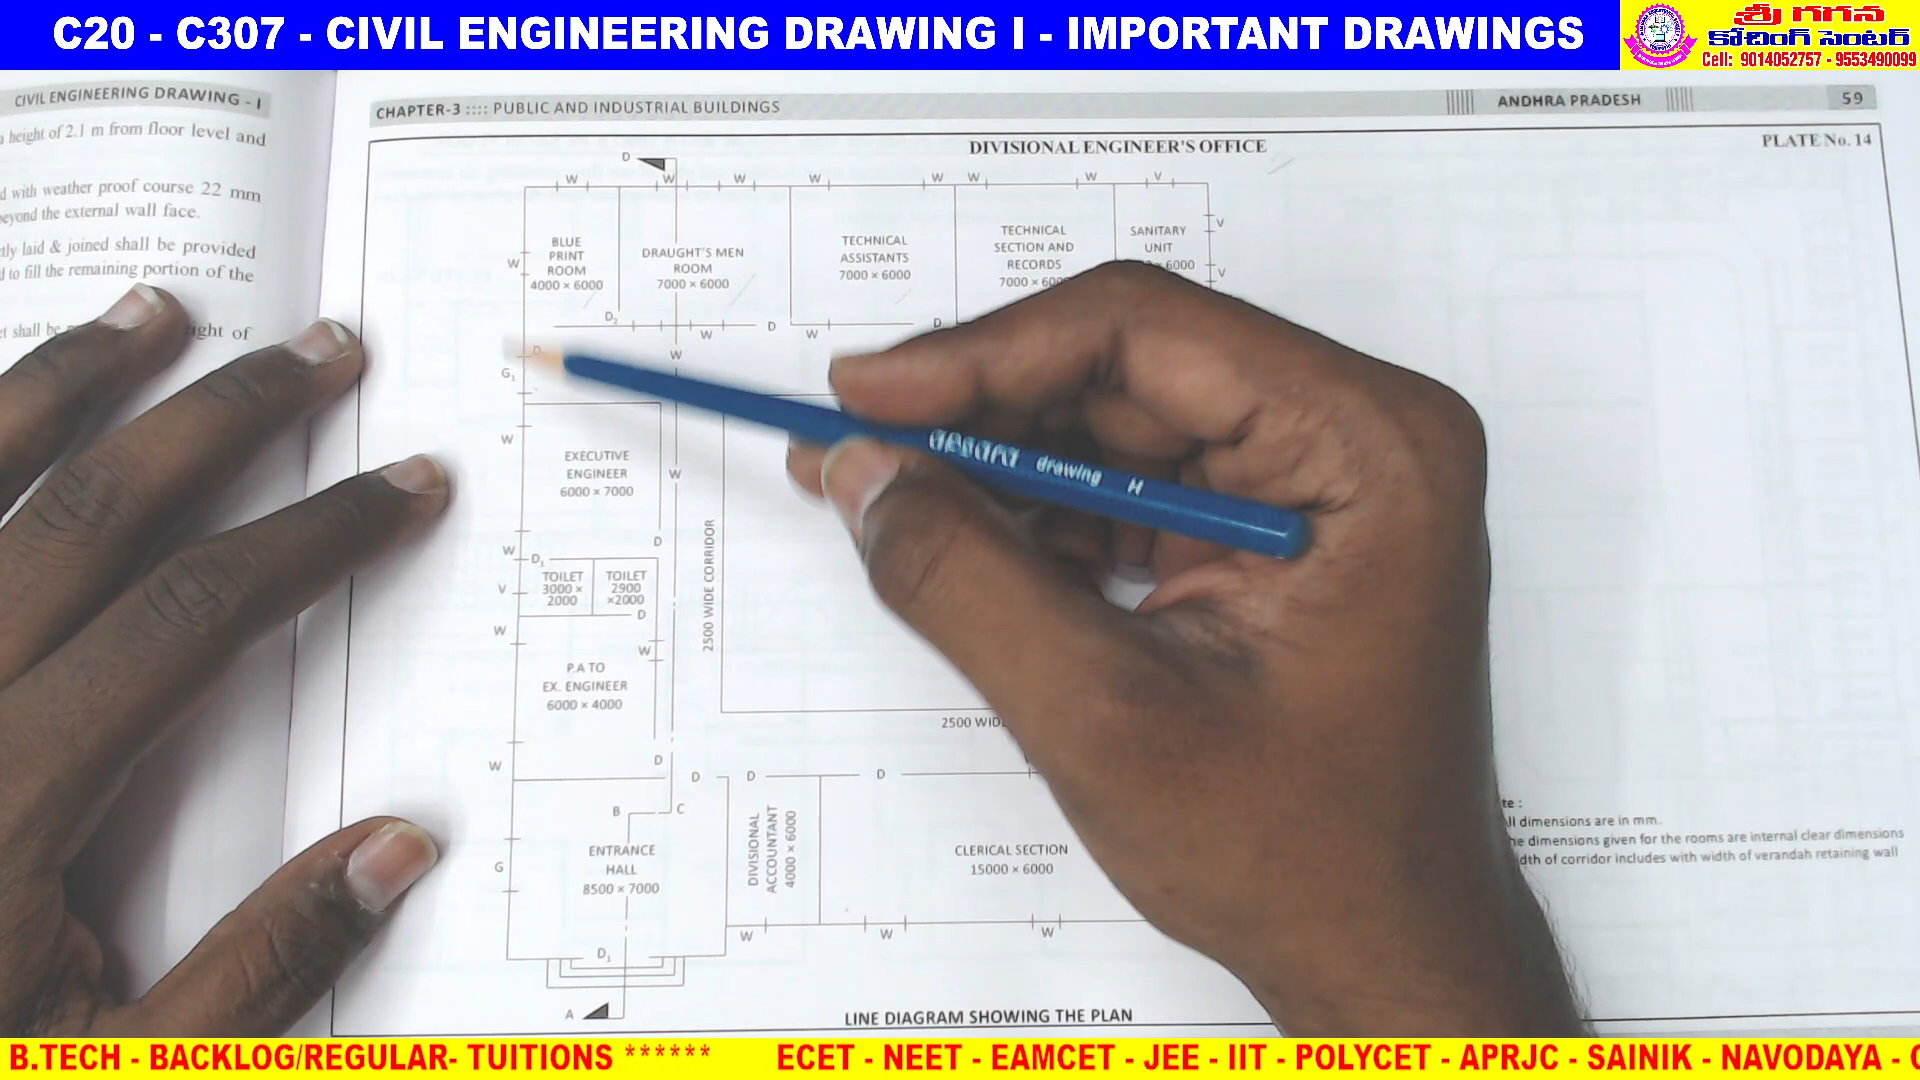 C20 - C307 - CIVIL ENGINEERING DRAWING I - IMPORTANT DRAWINGS
శ్రీ గగన
కోచింగ్ సెంటర్
Cell: 9014052757 - 9553490099
CIVIL ENGINEERING DRAWING - I
height of 2.1 m from floor level and
with weather proof course 22 mm
beyond the external wall face.
laid & joined shall be provided
to fill the remaining portion of the
shall be
CHAPTER-3 :::: PUBLIC AND INDUSTRIAL BUILDINGS
ANDHRA PRADESH
59
DIVISIONAL ENGINEER'S OFFICE
PLATE No. 14
D
W W W W W W W V
BLUE
PRINT
ROOM
4000 × 6000
DRAUGHT'S MEN
ROOM
7000 × 6000
TECHNICAL
ASSISTANTS
7000 × 6000
TECHNICAL
SECTION AND
RECORDS
SANITARY
UNIT
V
V
W
D2
W
D
W
D
D
W
G1
W
EXECUTIVE
ENGINEER
6000 × 7000
W
D
W
D1
V
TOILET
3000 ×
2000
TOILET
2900
×2000
D
W
W
2500 WIDE CORRIDOR
P.A TO
EX. ENGINEER
6000 × 4000
2500
W
D
D
D
D
B
C
ENTRANCE
HALL
8500 × 7000
G
DIVISIONAL
ACCOUNTANT
4000 × 6000
CLERICAL SECTION
15000 × 6000
W
W
W
D1
A
LINE DIAGRAM SHOWING THE PLAN
dimensions are in mm.
dimensions given for the rooms are internal clear dimensions
of corridor includes with width of verandah retaining wall
B.TECH - BACKLOG/REGULAR- TUITIONS ****** ECET - NEET - EAMCET - JEE - IIT - POLYCET - APRJC - SAINIK - NAVODAYA -